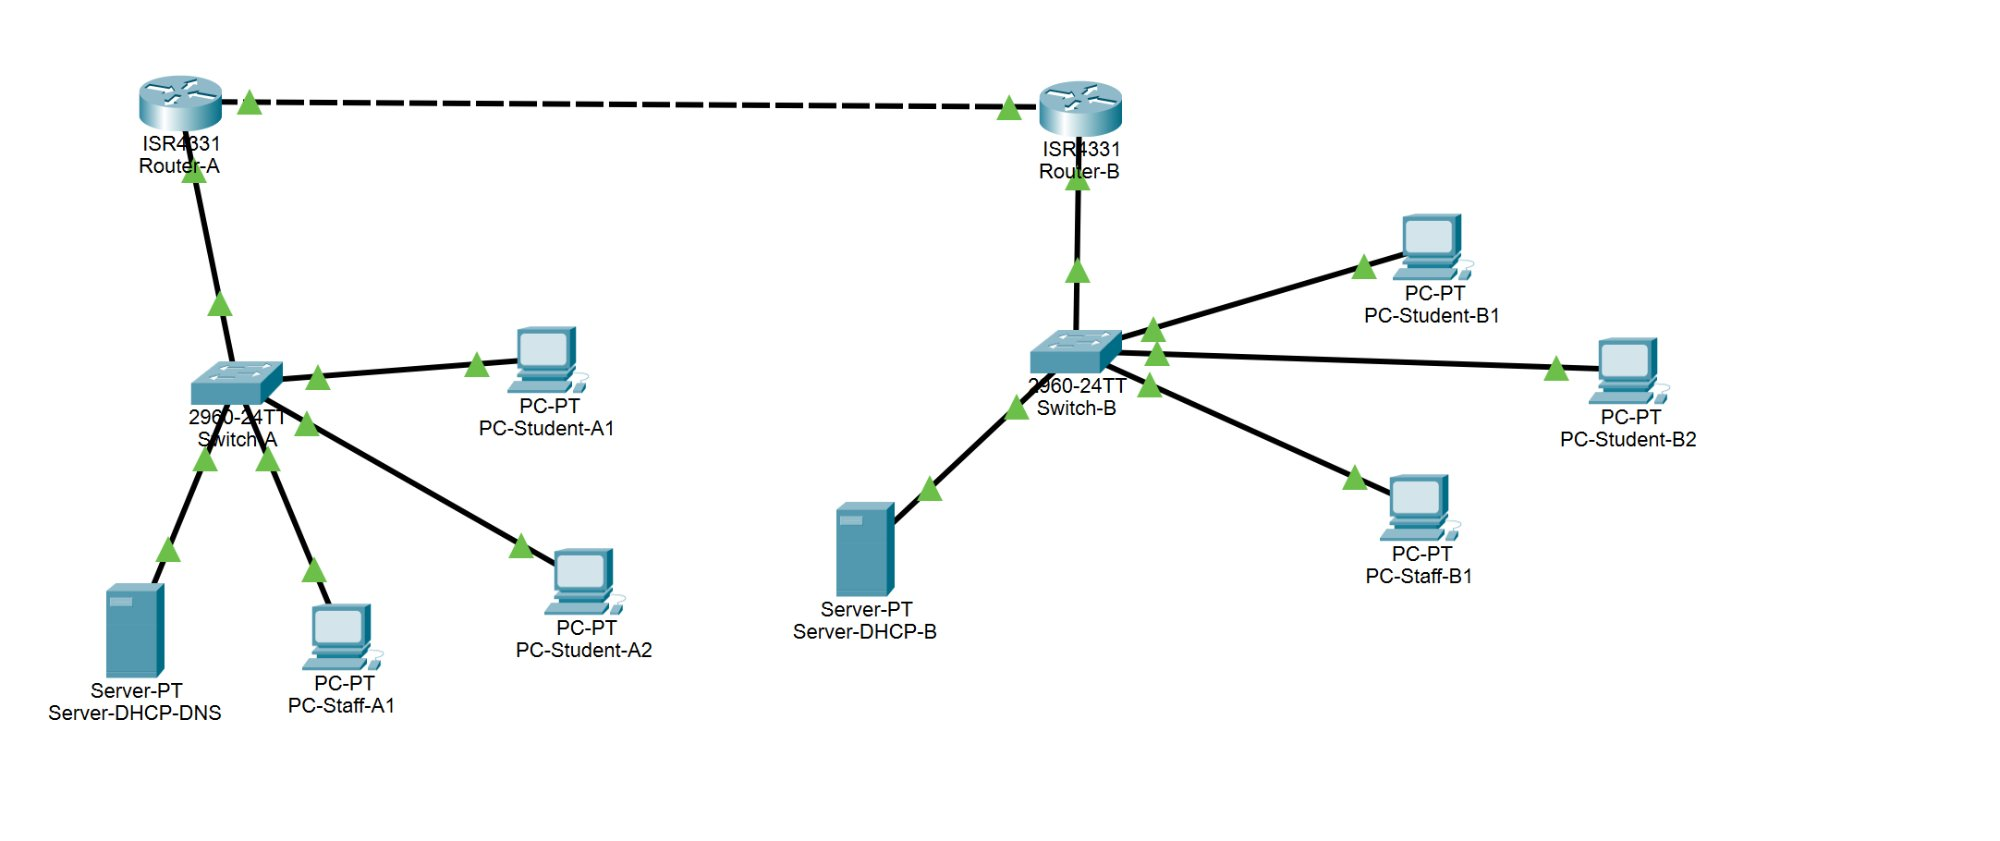 ISR4331
Router-A
ISR4331
Router-B
PC-PT
PC-Student-B1
2960-24TT
Switch-B
PC-PT
PC-Student-A1
2960-24TT
Switch-A
PC-PT
PC-Student-B2
PC-PT
PC-Staff-B1
Server-PT
Server-DHCP-B
PC-PT
PC-Student-A2
Server-PT
Server-DHCP-DNS
PC-PT
PC-Staff-A1